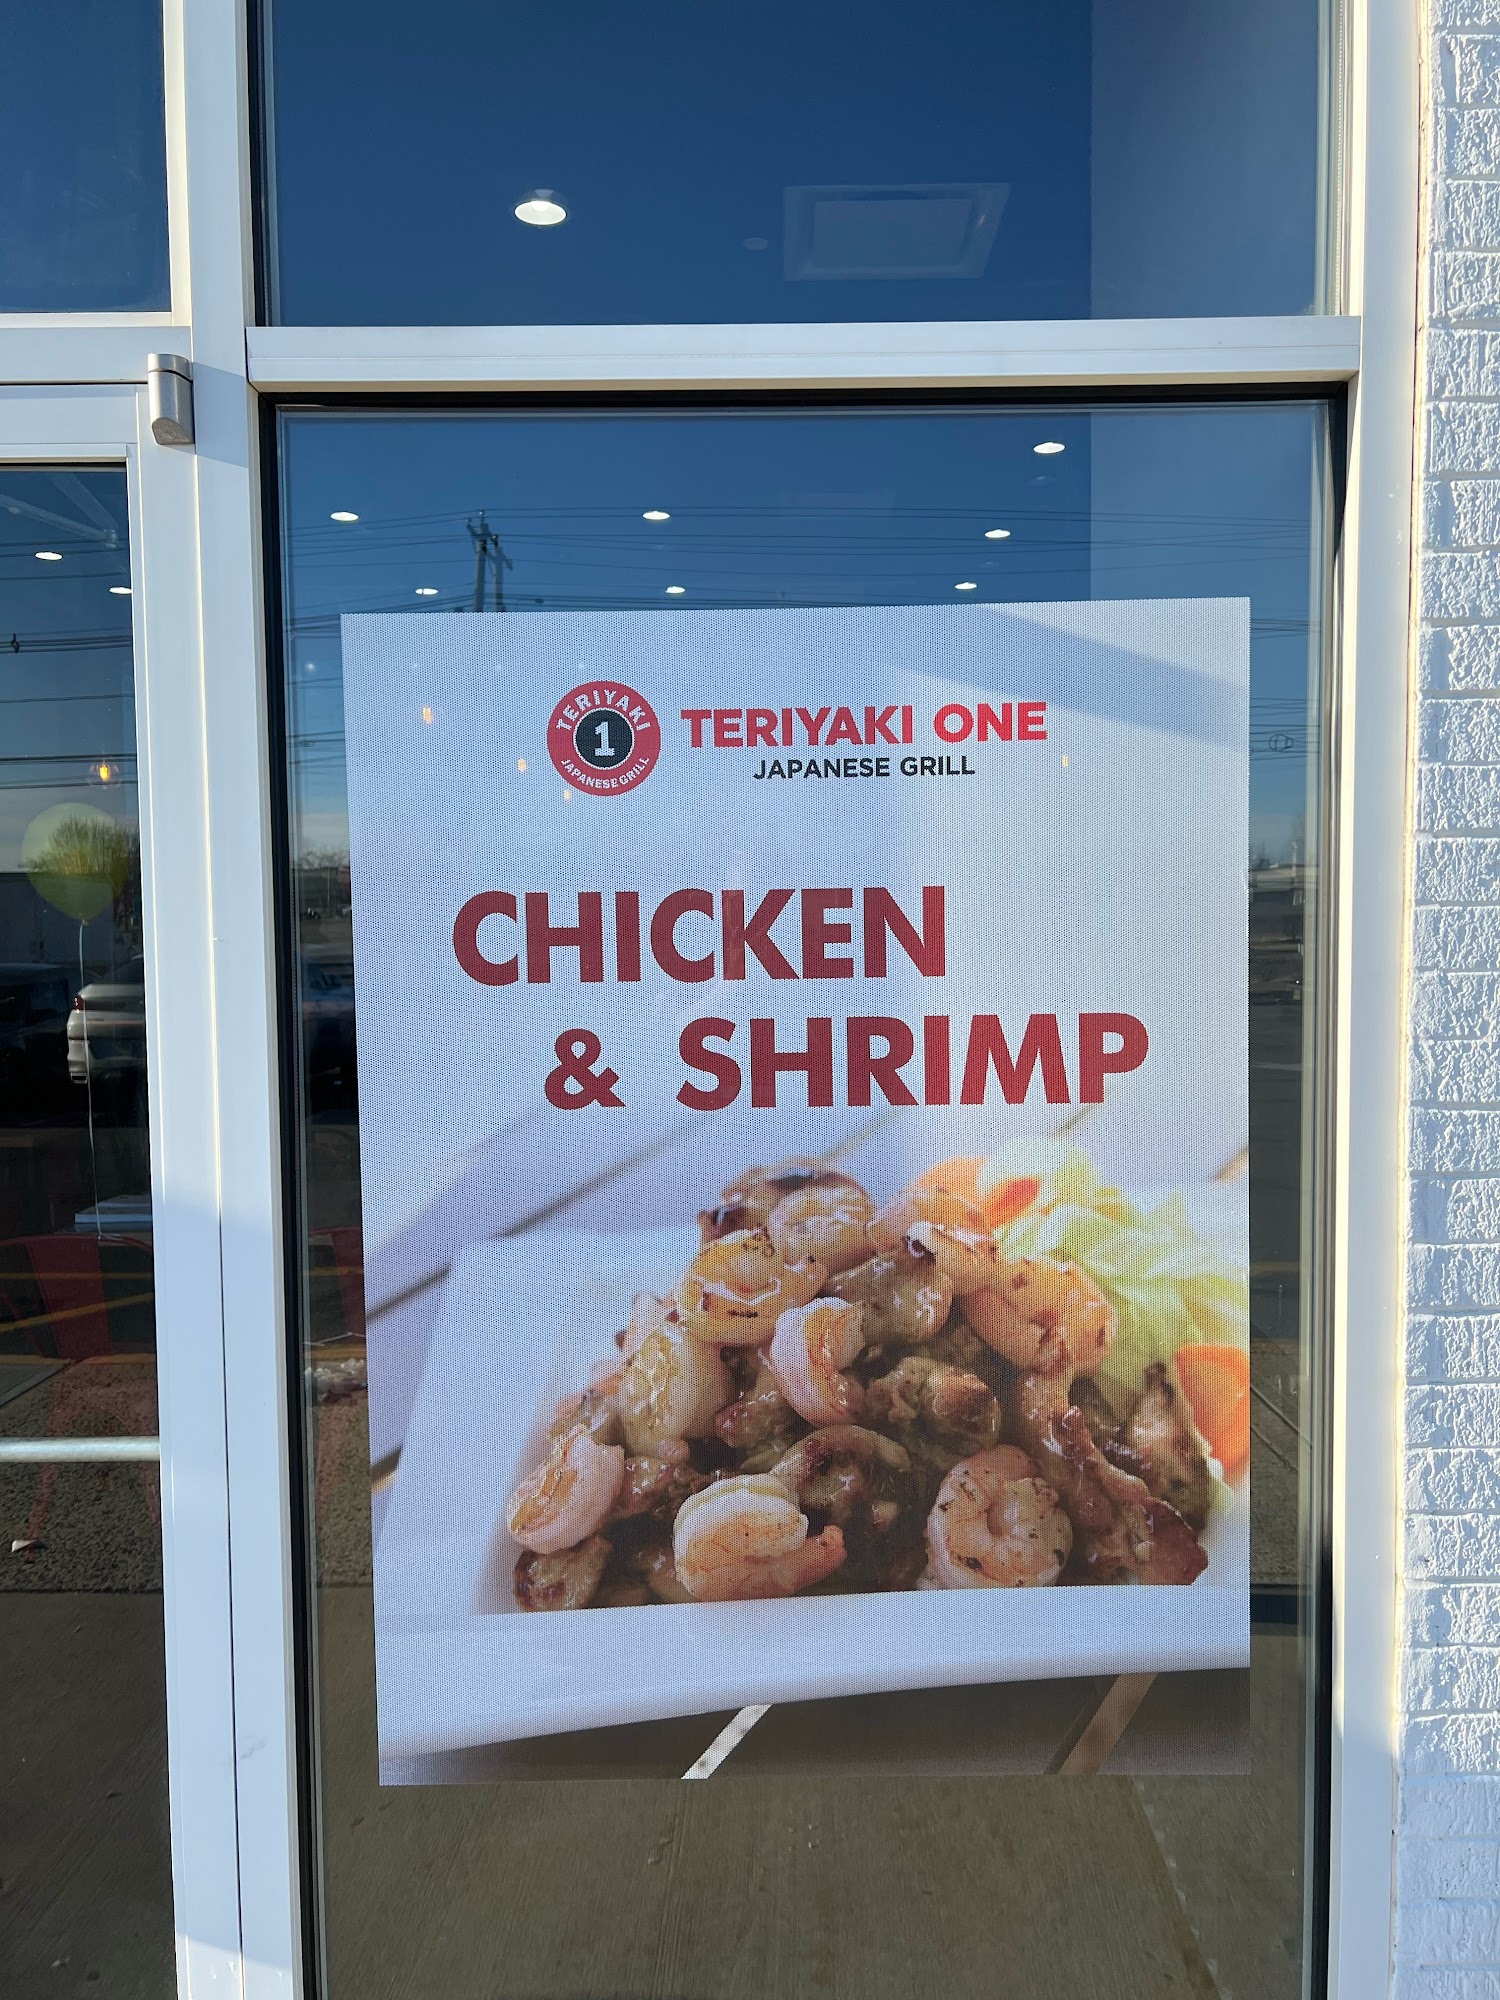 TERIYAKI
1
JAPANESE GRILL
TERIYAKI ONE
JAPANESE GRILL
CHICKEN
& SHRIMP